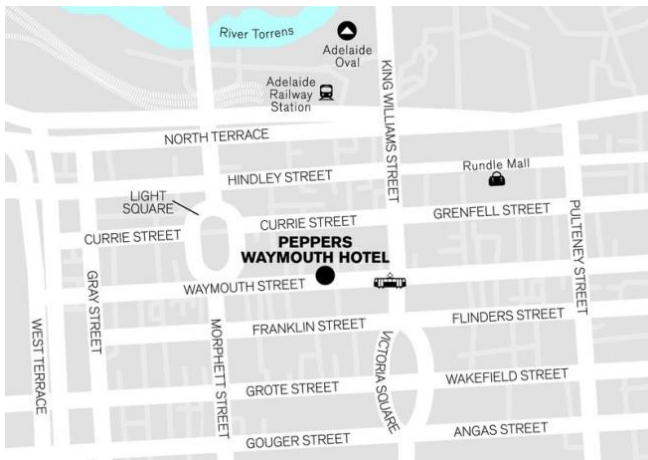 River Torrens
Adelaide
Oval
Adelaide
Railway
Station
KING WILLIAMS STREET
NORTH TERRACE
Rundle Mall
HINDLEY STREET
LIGHT
SQUARE
CURRIE STREET
GRENFELL STREET
PULTENEY STREET
CURRIE STREET
PEPPERS
WAYMOUTH HOTEL
WAYMOUTH STREET
GRAY STREET
FRANKLIN STREET
FLINDERS STREET
WEST TERRACE
MORPHETT STREET
VICTORIA SQUARE
GROTE STREET
WAKEFIELD STREET
GOUGER STREET
ANGAS STREET